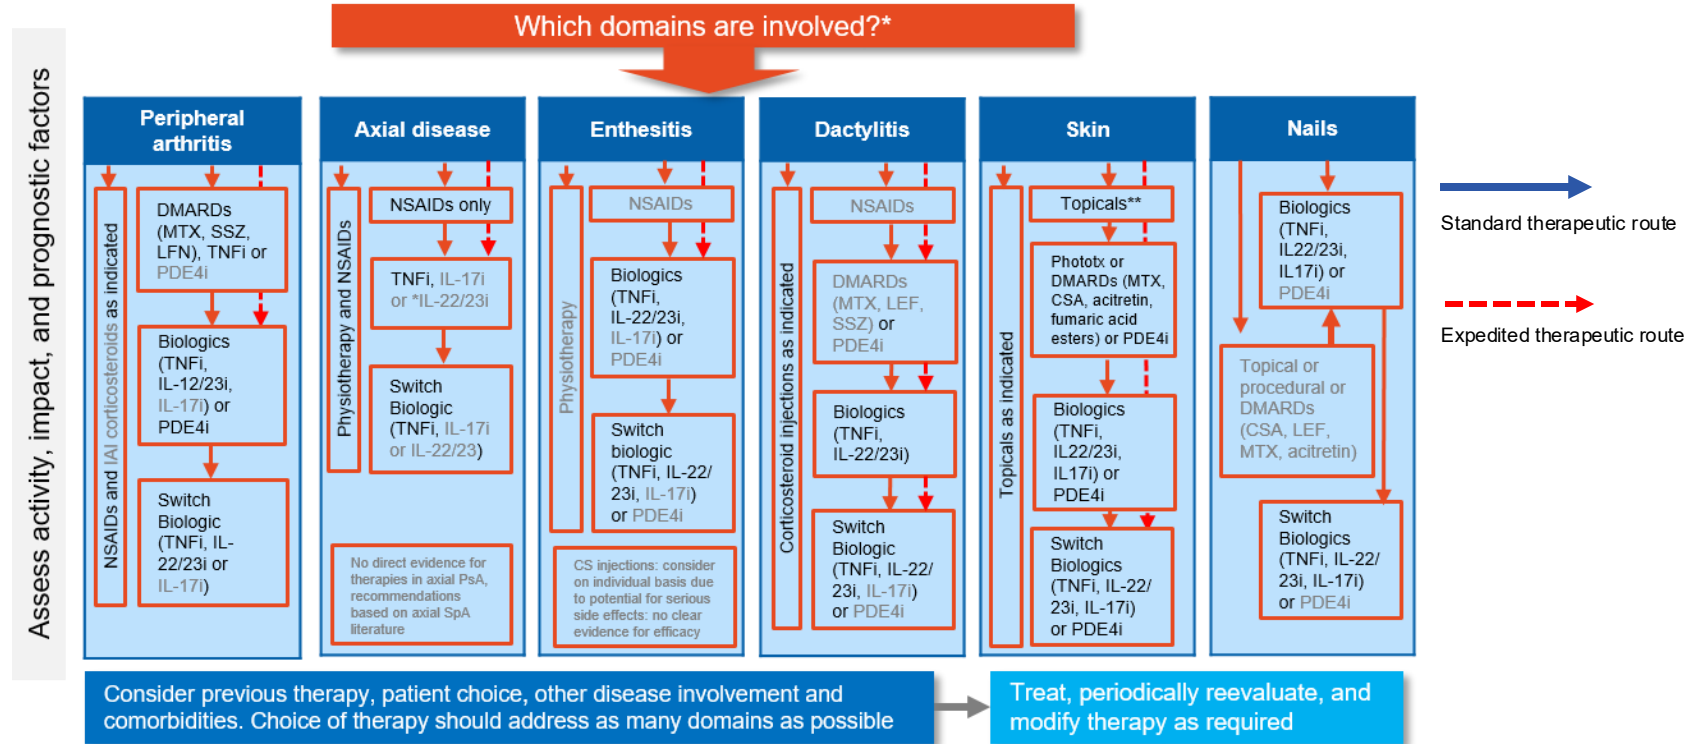 Which domains are involved?*
Assess activity, impact, and prognostic factors
Peripheral
arthritis
NSAIDs and IAI corticosteroids as indicated
DMARDs
(MTX, SSZ,
LFN), TNFi or
PDE4i
Biologics
(TNFi,
IL-12/23i,
IL-17i) or
PDE4i
Switch
Biologic
(TNFi, IL-
22/23i or
IL-17i)
Axial disease
Physiotherapy and NSAIDs
NSAIDs only
TNFi, IL-17i
or *IL-22/23i
Switch
Biologic
(TNFi, IL-17i
or IL-22/23)
No direct evidence for
therapies in axial PsA,
recommendations
based on axial SpA
literature
Enthesitis
Physiotherapy
NSAIDs
Biologics
(TNFi,
IL-22/23i,
IL-17i) or
PDE4i
Switch
biologic
(TNFi, IL-22/
23i, IL-17i)
or PDE4i
CS injections: consider
on individual basis due
to potential for serious
side effects: no clear
evidence for efficacy
Dactylitis
Corticosteroid injections as indicated
NSAIDs
DMARDs
(MTX, LEF,
SSZ) or
PDE4i
Biologics
(TNFi,
IL-22/23i)
Switch
Biologic
(TNFi, IL-22/
23i, IL-17i)
or PDE4i
Skin
Topicals as indicated
Topicals**
Phototx or
DMARDs (MTX,
CSA, acitretin,
fumaric acid
esters) or PDE4i
Biologics
(TNFi,
IL22/23i,
IL17i) or
PDE4i
Switch
Biologics
(TNFi, IL-22/
23i, IL-17i)
or PDE4i
Nails
Biologics
(TNFi,
IL22/23i,
IL17i) or
PDE4i
Topical or
procedural or
DMARDs
(CSA, LEF,
MTX, acitretin)
Switch
Biologics
(TNFi, IL-22/
23i, IL-17i)
or PDE4i
Standard therapeutic route
Expedited therapeutic route
Consider previous therapy, patient choice, other disease involvement and
comorbidities. Choice of therapy should address as many domains as possible
Treat, periodically reevaluate, and
modify therapy as required